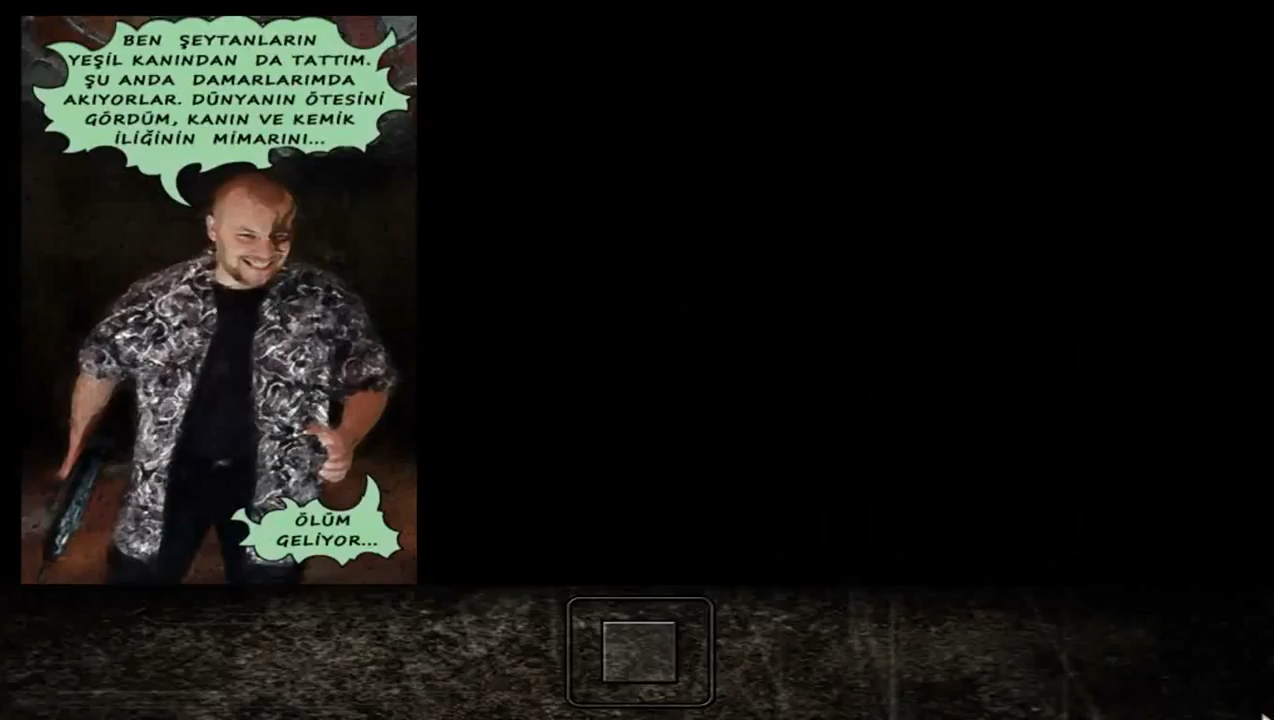 BEN ŞEYTANLARIN
YEŞİL KANINDAN DA TATTIM.
ŞU ANDA DAMARLARIMDA
AKIYORLAR. DÜNYANIN ÖTESİNİ
GÖRDÜM, KANIN VE KEMİK
İLİĞİNİN MİMARINI...
ÖLÜM
GELİYOR...